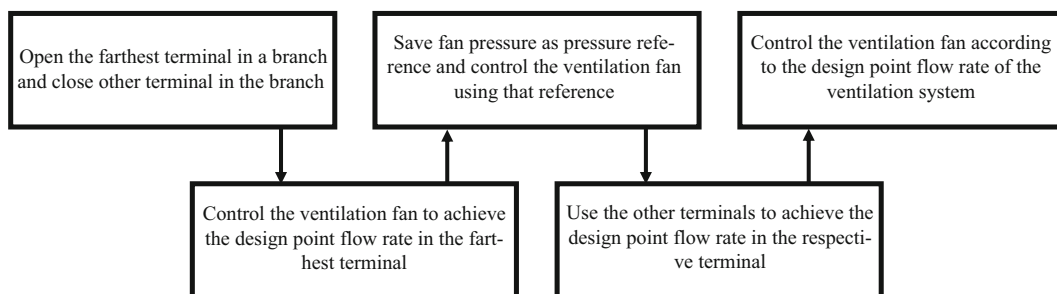 Open the farthest terminal in a branch
and close other terminal in the branch
Control the ventilation fan to achieve
the design point flow rate in the far-
thest terminal
Save fan pressure as pressure refe-
rence and control the ventilation fan
using that reference
Use the other terminals to achieve the
design point flow rate in the respecti-
ve terminal
Control the ventilation fan according
to the design point flow rate of the
ventilation system